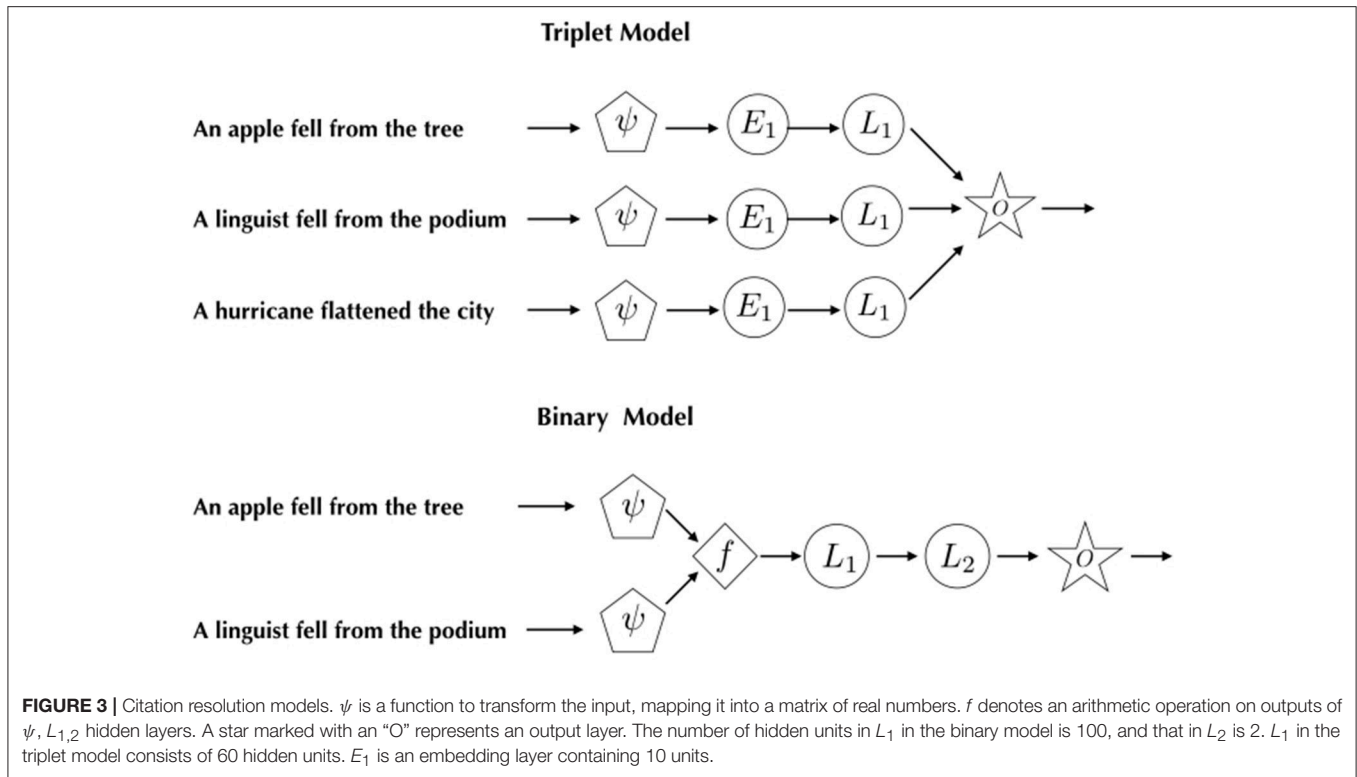 Triplet Model
An apple fell from the tree ψ E₁ L₁
A linguist fell from the podium ψ E₁ L₁ O
A hurricane flattened the city ψ E₁ L₁
Binary Model
An apple fell from the tree ψ
f L₁ L₂ O
A linguist fell from the podium ψ
FIGURE 3 | Citation resolution models. ψ is a function to transform the input, mapping it into a matrix of real numbers. f denotes an arithmetic operation on outputs of
ψ, L₁,₂ hidden layers. A star marked with an “O” represents an output layer. The number of hidden units in L₁ in the binary model is 100, and that in L₂ is 2. L₁ in the
triplet model consists of 60 hidden units. E₁ is an embedding layer containing 10 units.